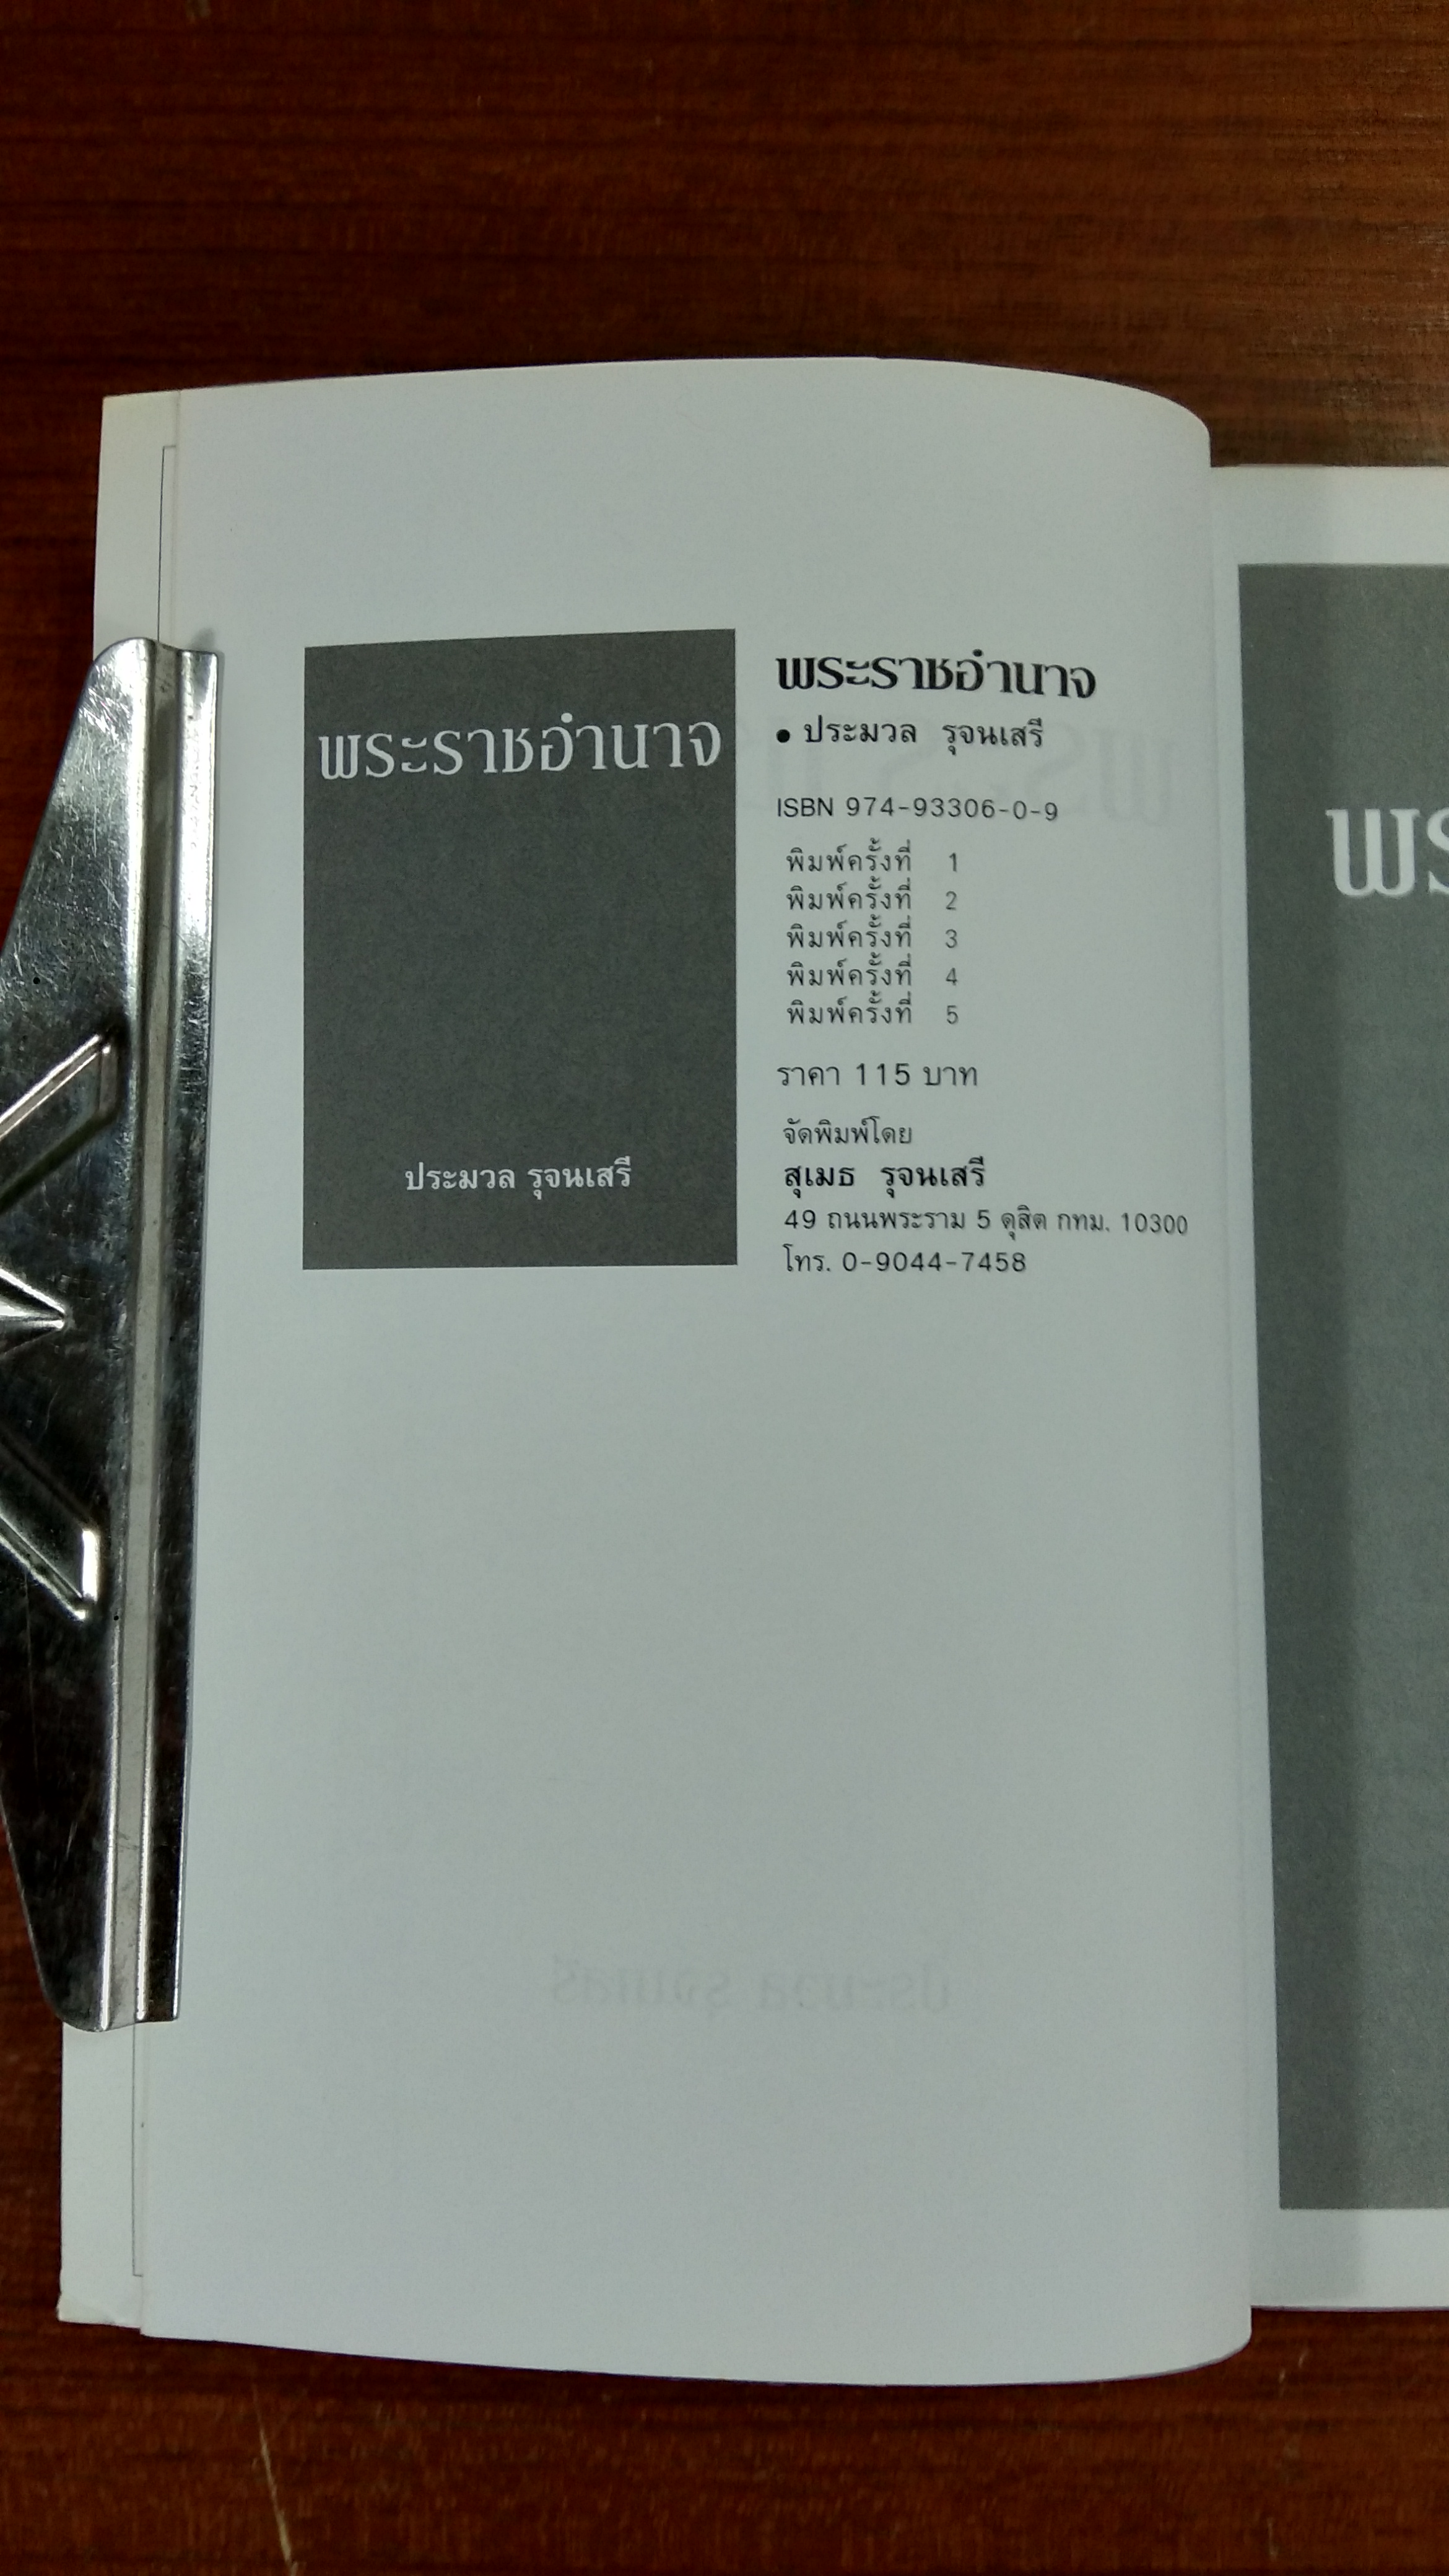 พระราชอำนาจ
ประมวล รุจนเสรี
พระราชอำนาจ
● ประมวล รุจนเสรี
ISBN 974-93306-0-9
พิมพ์ครั้งที่ 1
พิมพ์ครั้งที่ 2
พิมพ์ครั้งที่ 3
พิมพ์ครั้งที่ 4
พิมพ์ครั้งที่ 5
ราคา 115 บาท
จัดพิมพ์โดย
สุเมธ รุจนเสรี
49 ถนนพระราม 5 ดุสิต กทม. 10300
โทร. 0-9044-7458